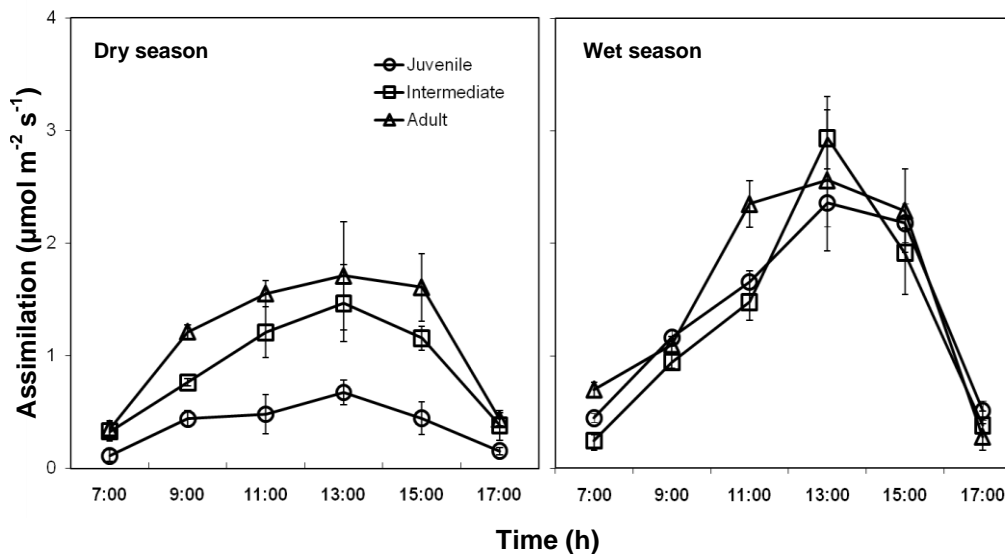 Assimilation (μmol m⁻² s⁻¹)
4
3
2
1
0
Dry season
Juvenile
Intermediate
Adult
7:00 9:00 11:00 13:00 15:00 17:00
Wet season
7:00 9:00 11:00 13:00 15:00 17:00
Time (h)